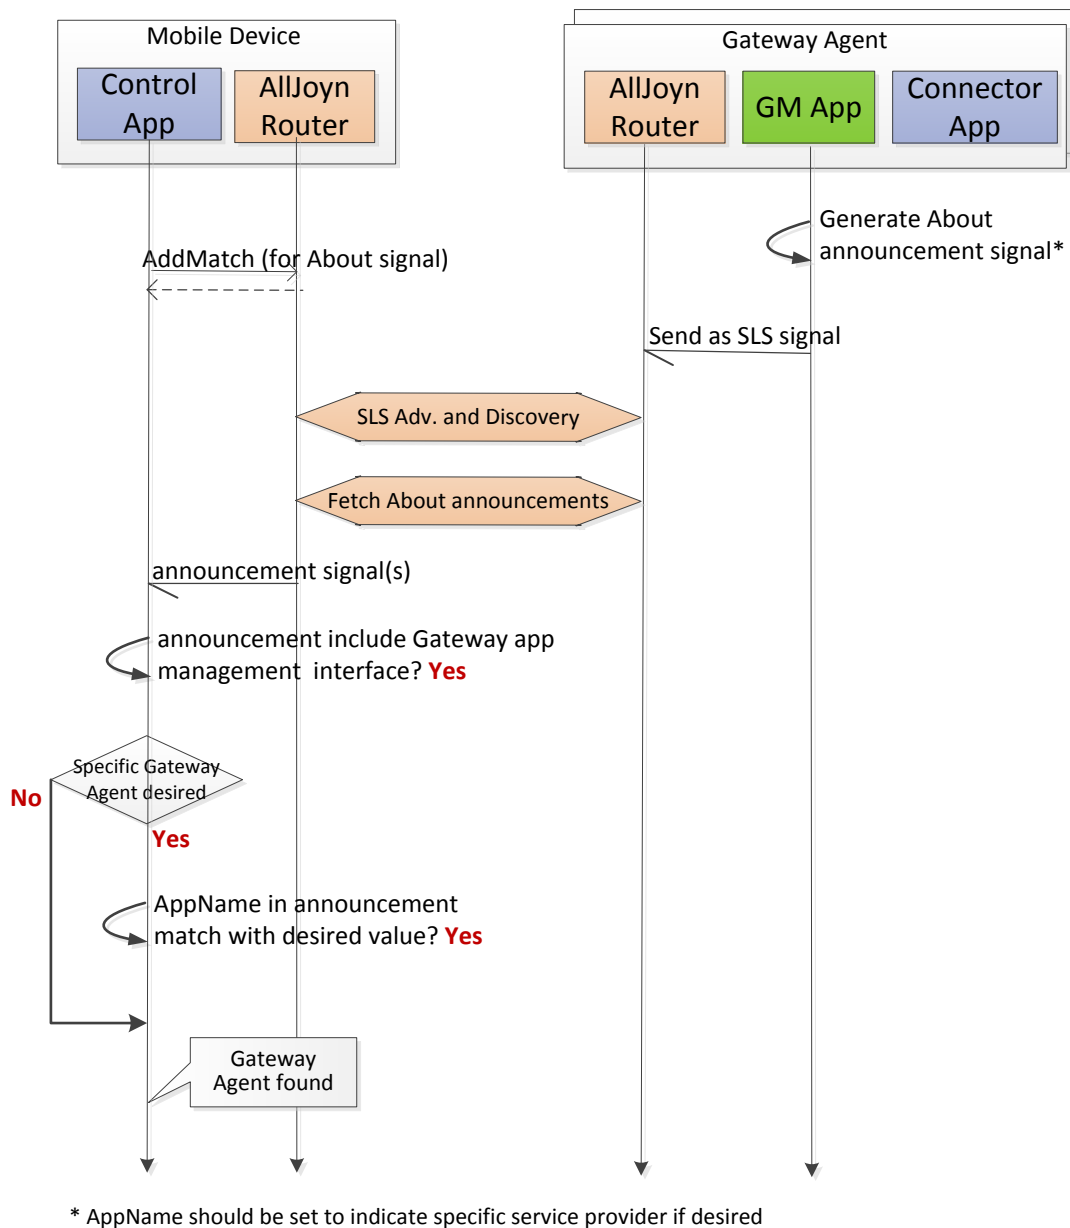 Mobile Device
Control
App
AllJoyn
Router
Gateway Agent
AllJoyn
Router
GM App
Connector
App
Generate About
announcement signal*
AddMatch (for About signal)
Send as SLS signal
SLS Adv. and Discovery
Fetch About announcements
announcement signal(s)
announcement include Gateway app
management interface? Yes
Specific Gateway
Agent desired
No
Yes
AppName in announcement
match with desired value? Yes
Gateway
Agent found
* AppName should be set to indicate specific service provider if desired